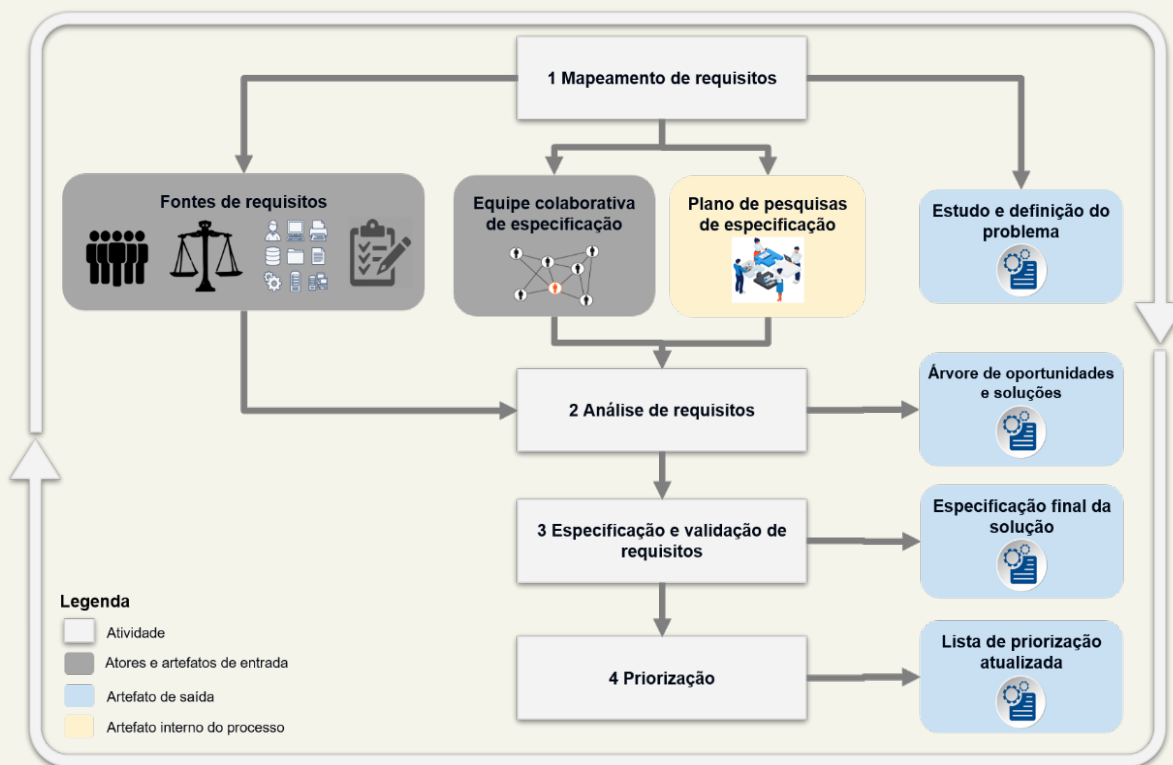 1 Mapeamento de requisitos
Fontes de requisitos
Equipe colaborativa
de especificação
Plano de pesquisas
de especificação
Estudo e definição do
problema
2 Análise de requisitos
Árvore de oportunidades
e soluções
3 Especificação e validação de
requisitos
Especificação final da
solução
4 Priorização
Lista de priorização
atualizada
Legenda
Atividade
Atores e artefatos de entrada
Artefato de saída
Artefato interno do processo